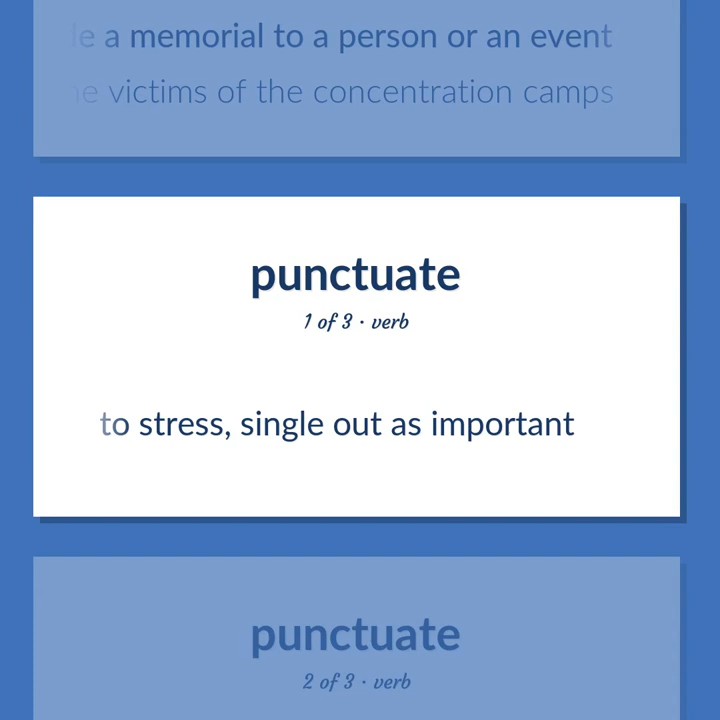 a memorial to a person or an event
victims of the concentration camps
punctuate
1 of 3 · verb
to stress, single out as important
punctuate
2 of 3 · verb